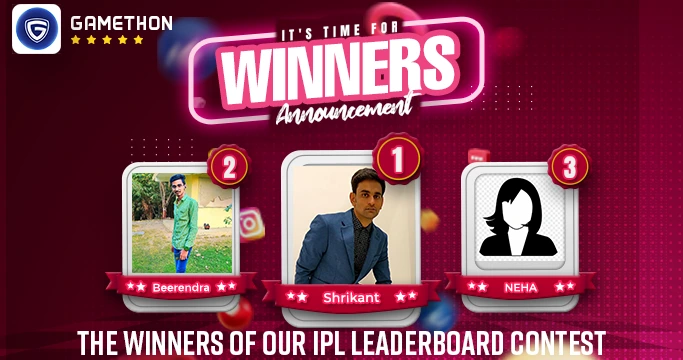 GAMETHON
IT'S TIME FOR
WINNERS
Announcement
2
1
3
Beerendra
Shrikant
NEHA
THE WINNERS OF OUR IPL LEADERBOARD CONTEST